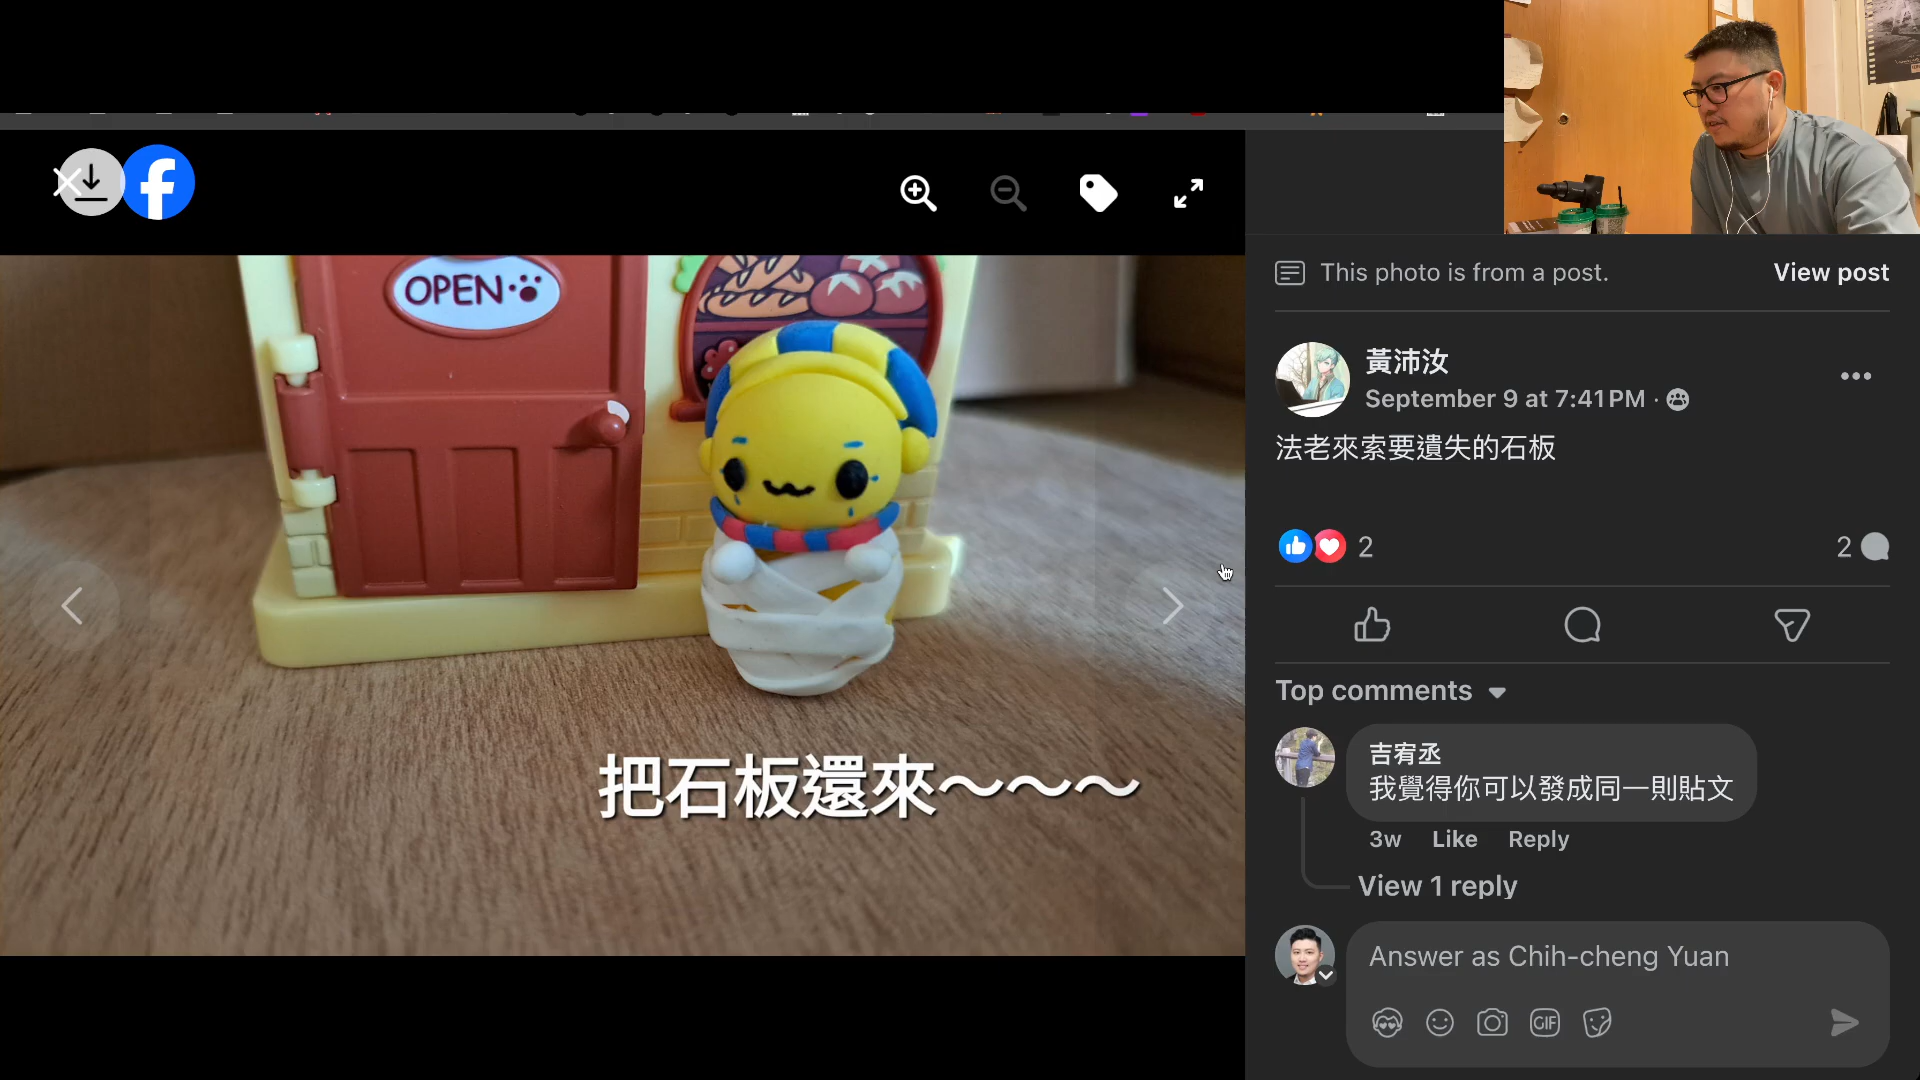 OPEN
把石板還來～～～
This photo is from a post.
View post
黃沛汝
September 9 at 7:41 PM ·
法老來索要遺失的石板
2
2
Top comments
吉宥丞
我覺得你可以發成同一則貼文
3w Like Reply
View 1 reply
Answer as Chih-cheng Yuan
GIF